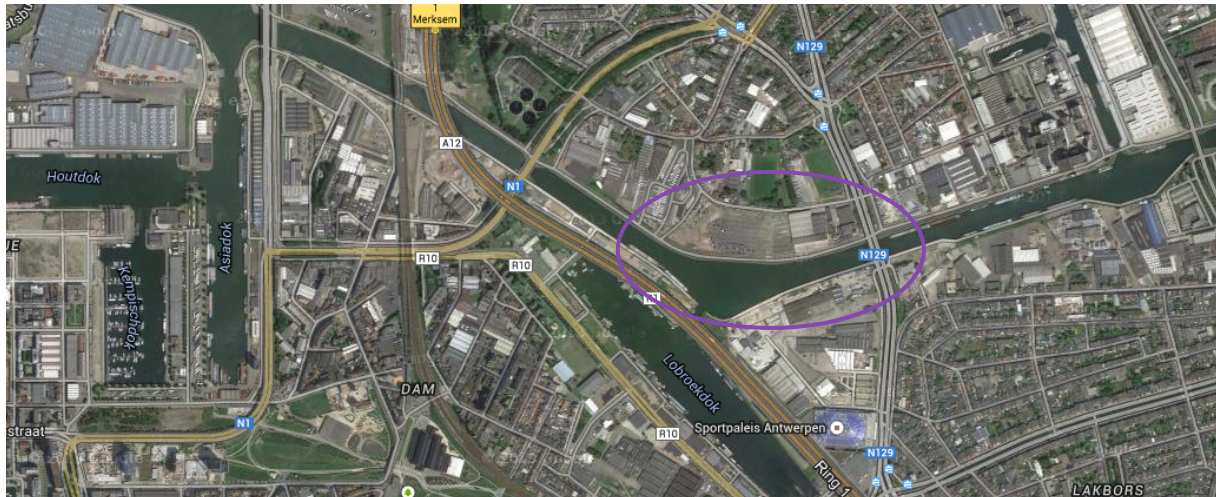 1
Merksem
N129
A12
N1
Houtdok
Asiadok
Kempischdok
N129
R10
R10
R1
DAM
Lobroekdok
N1
straat
Sportpaleis Antwerpen
R10
N129
Ring 1
LAKBORS